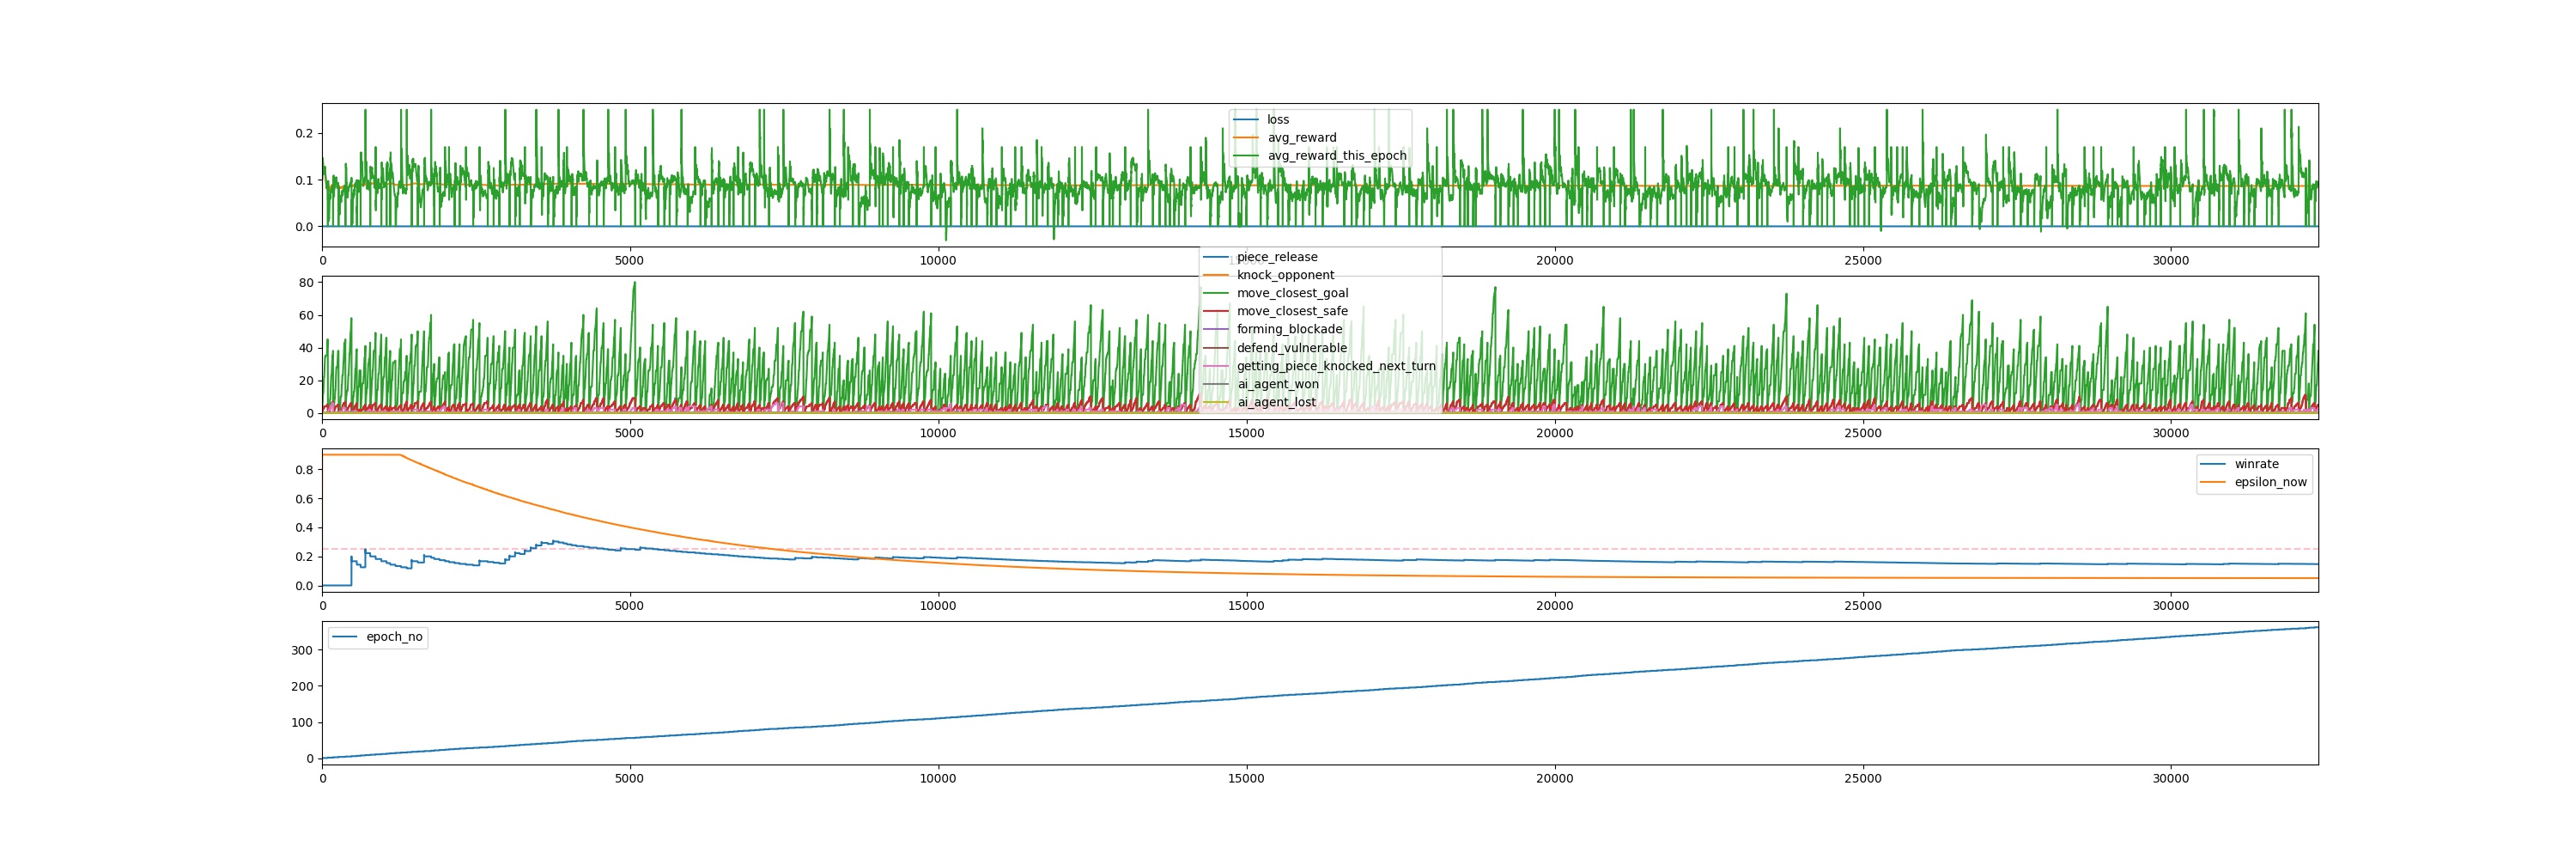 0.2
0.1
0.0
loss
avg_reward
avg_reward_this_epoch
0 5000 10000 15000 20000 25000 30000
80
60
40
20
0
piece_release
knock_opponent
move_closest_goal
move_closest_safe
forming_blockade
defend_vulnerable
getting_piece_knocked_next_turn
ai_agent_won
ai_agent_lost
0 5000 10000 15000 20000 25000 30000
0.8
0.6
0.4
0.2
0.0
winrate
epsilon_now
0 5000 10000 15000 20000 25000 30000
300
200
100
0
epoch_no
0 5000 10000 15000 20000 25000 30000